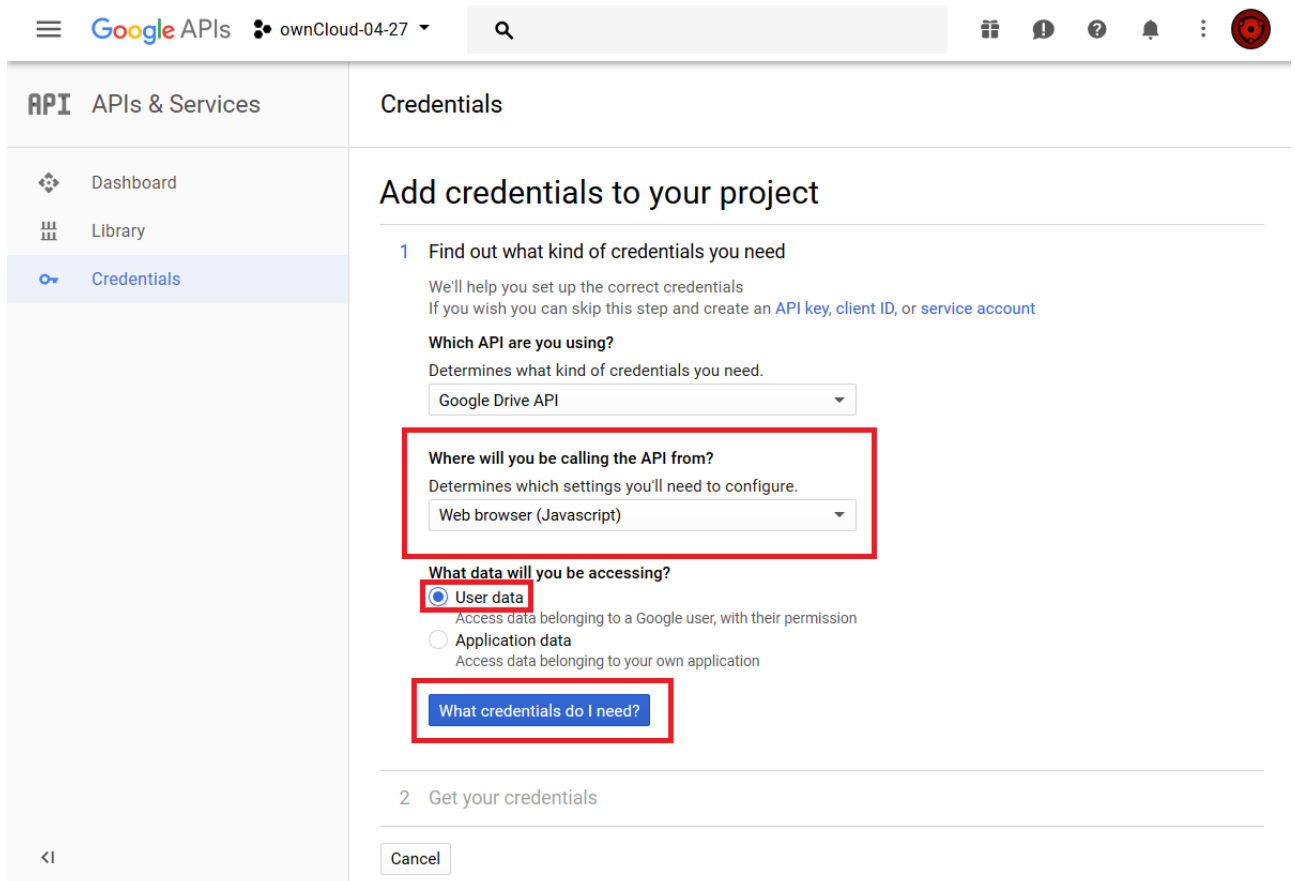 Google APIs ownCloud-04-27
API APIs & Services
Credentials
Dashboard
Library
Credentials
Add credentials to your project
1 Find out what kind of credentials you need
We'll help you set up the correct credentials
If you wish you can skip this step and create an API key, client ID, or service account
Which API are you using?
Determines what kind of credentials you need.
Google Drive API
Where will you be calling the API from?
Determines which settings you'll need to configure.
Web browser (Javascript)
What data will you be accessing?
User data
Access data belonging to a Google user, with their permission
Application data
Access data belonging to your own application
What credentials do I need?
2 Get your credentials
Cancel